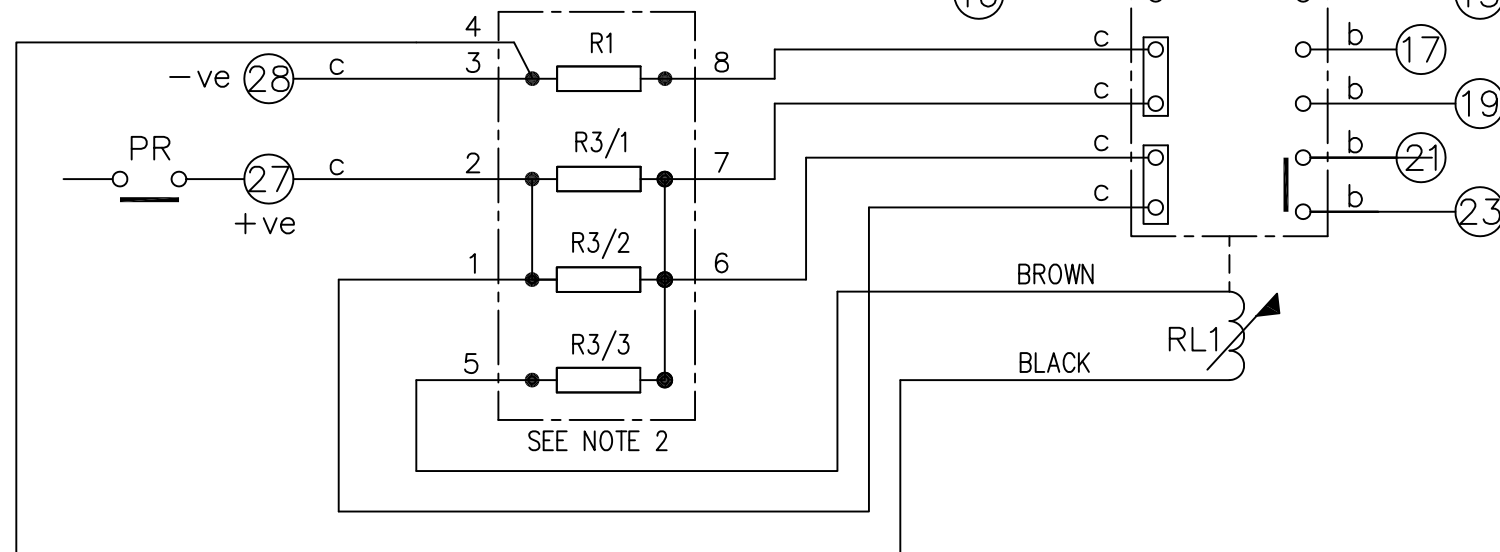 4 R1 c b 17
-ve 28 c 3 8
c b 19
PR R3/1 c b 21
27 c 2 7
+ve c b 23
R3/2
1 6 BROWN
R3/3 RL1
5 BLACK
SEE NOTE 2